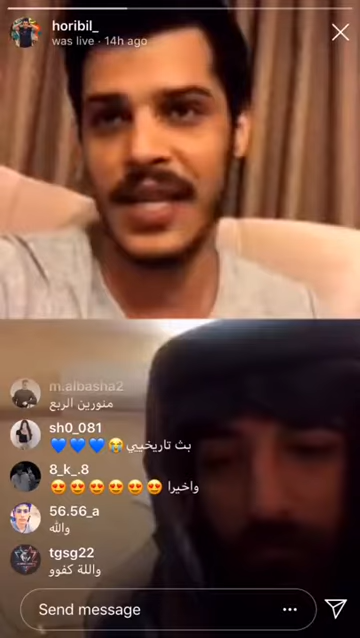 horibil_
was live · 14h ago
m.albasha2
منورين الربع
sh0_081
بث تاريخييي 😭 💙 💙 💙
8_k_.8
واخيرا 😍 😍 😍 😍 😍 😍
56.56_a
والله
tgsg22
واللة كفوو
Send message